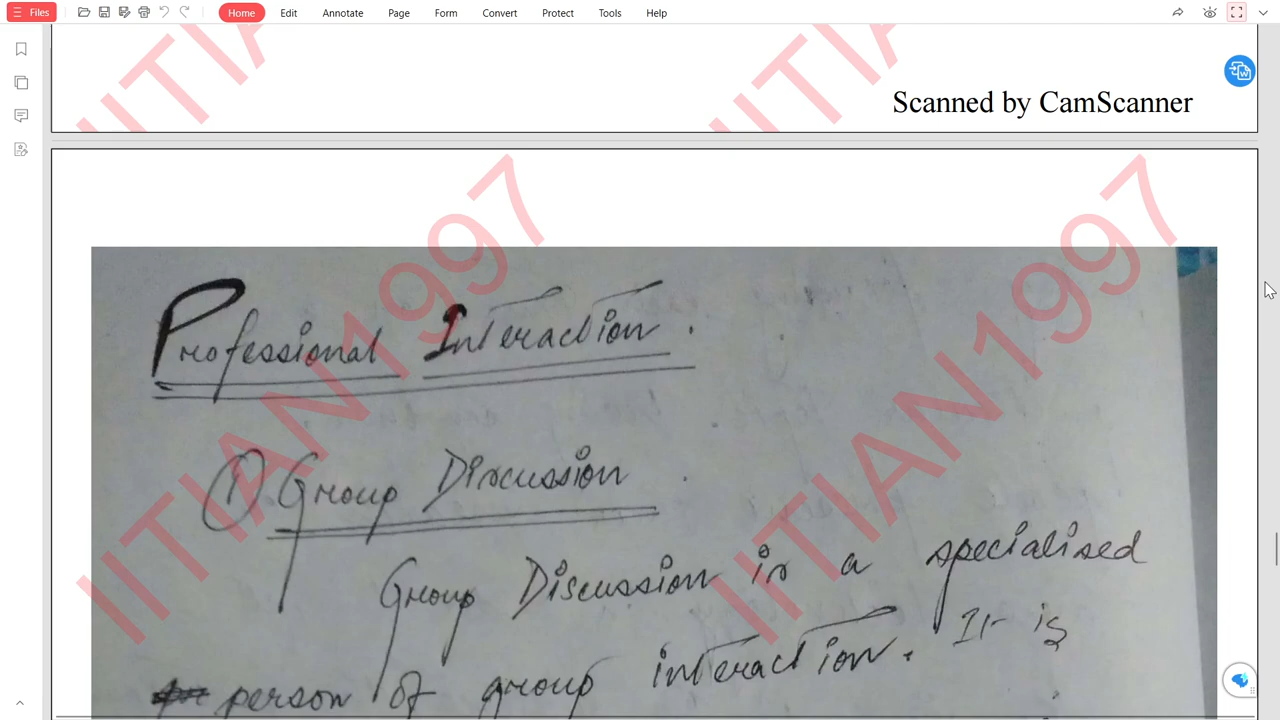 Files
Home Edit Annotate Page Form Convert Protect Tools Help
Scanned by CamScanner
Professional Interaction.
① Group Discussion
Group Discussion is a specialised
person of group interaction. It is
IITIAN1997
IITIAN1997